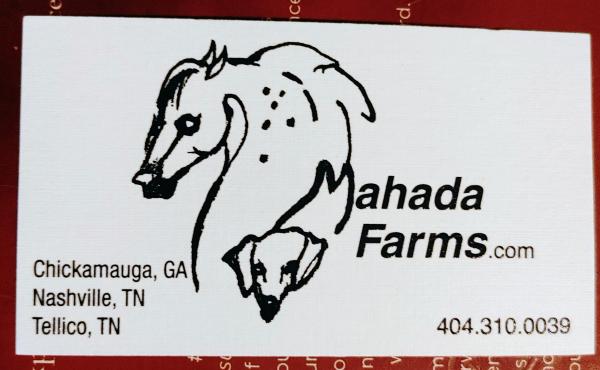 Mahada
Farms.com
Chickamauga, GA
Nashville, TN
Tellico, TN
404.310.0039